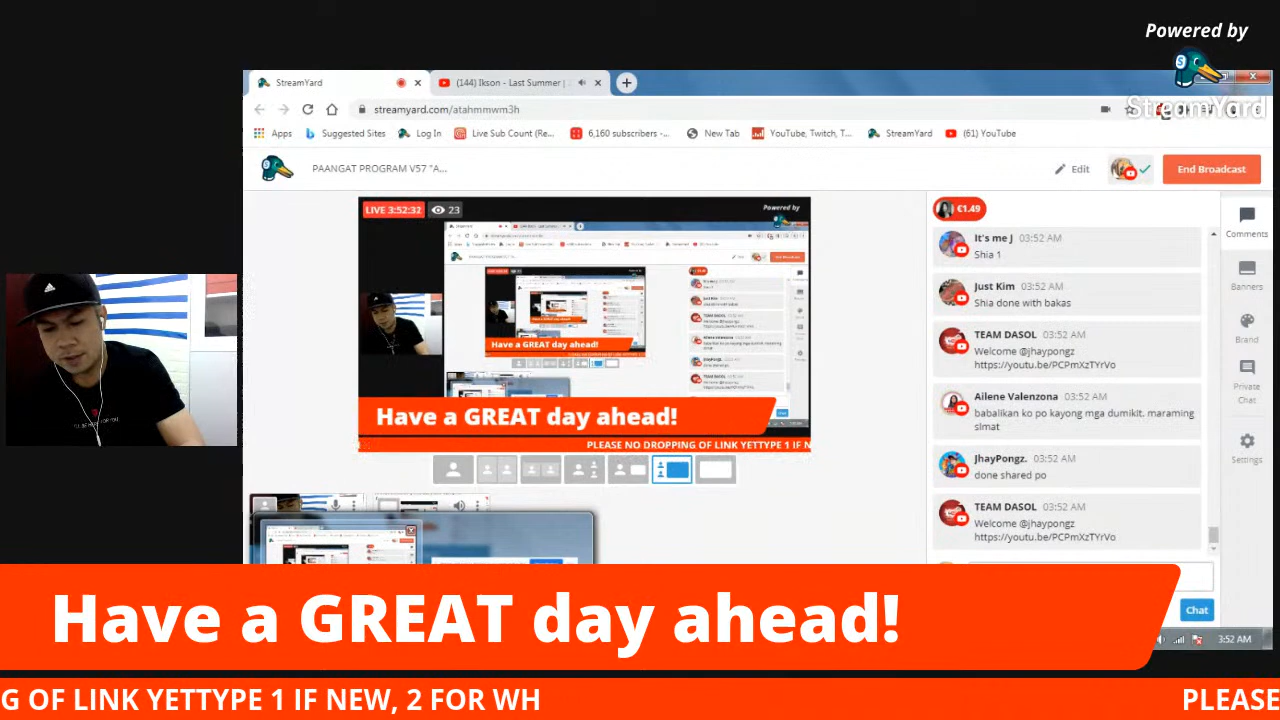 Powered by
StreamYard
StreamYard
(144) Ikson - Last Summer |
streamyard.com/atahmmwm3h
Apps
Suggested Sites
Log In
Live Sub Count (Re...
6,160 subscribers -...
New Tab
YouTube, Twitch, T...
StreamYard
(61) YouTube
PAANGAT PROGRAM V57 "A...
Edit
End Broadcast
LIVE 3:52:32
23
Powered by
€1.49
Comments
It's me J 03:52 AM
Shia 1
Banners
Just Kim 03:52 AM
Shia done with bakas
Brand
TEAM DASOL 03:52 AM
Welcome @jhaypongz
https://youtu.be/PCPmXzTYrVo
Private
Chat
Ailene Valenzona 03:52 AM
babalikan ko po kayong mga dumikit. maraming
slmat
Settings
JhayPongz. 03:52 AM
done shared po
TEAM DASOL 03:52 AM
Welcome @jhaypongz
https://youtu.be/PCPmXzTYrVo
Have a GREAT day ahead!
Have a GREAT day ahead!
PLEASE NO DROPPING OF LINK YETTYPE 1 IF N
Chat
3:52 AM
Have a GREAT day ahead!
G OF LINK YETTYPE 1 IF NEW, 2 FOR WH
PLEASE